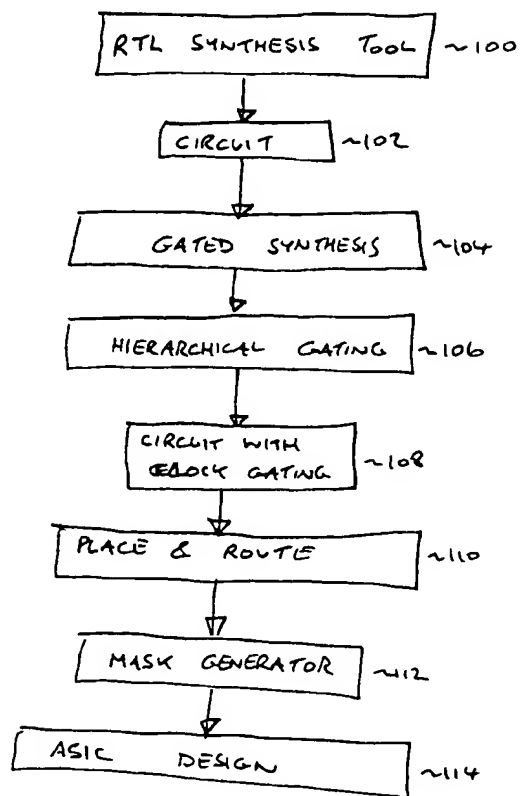 RTL SYNTHESIS TOOL ~100
CIRCUIT ~102
GATED SYNTHESIS ~104
HIERARCHICAL GATING ~106
CIRCUIT WITH
CLOCK GATING ~108
PLACE & ROUTE ~110
MASK GENERATOR ~112
ASIC DESIGN ~114